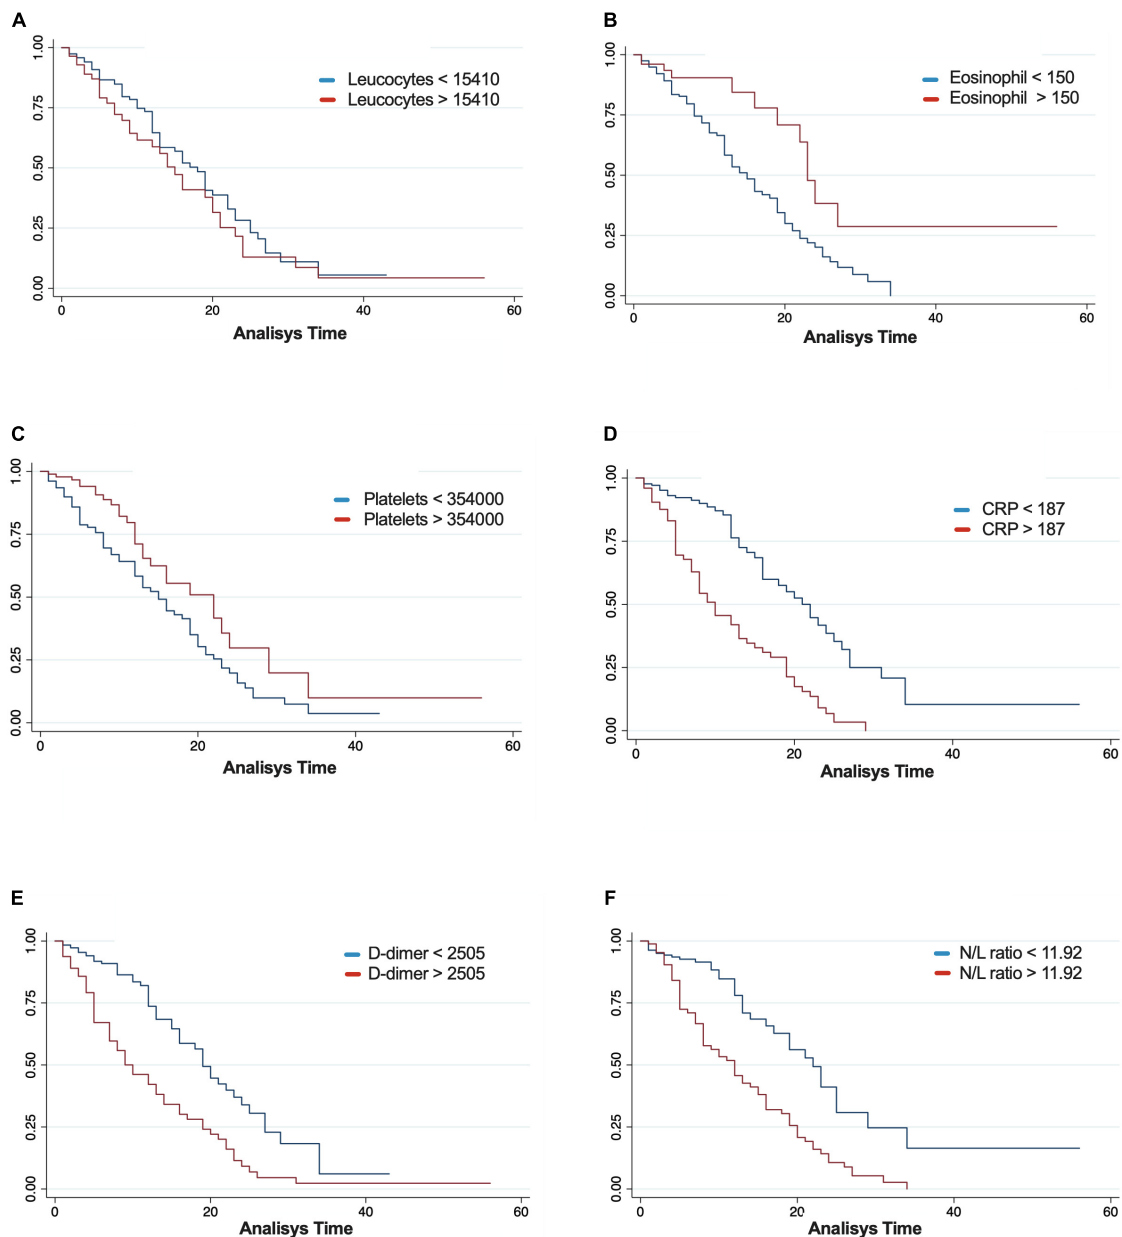 A
1.00
0.75
0.50
0.25
0.00
Leucocytes < 15410
Leucocytes > 15410
0 20 40 60
Analisys Time
B
1.00
0.75
0.50
0.25
0.00
Eosinophil < 150
Eosinophil > 150
0 20 40 60
Analisys Time
C
1.00
0.75
0.50
0.25
0.00
Platelets < 354000
Platelets > 354000
0 20 40 60
Analisys Time
D
1.00
0.75
0.50
0.25
0.00
CRP < 187
CRP > 187
0 20 40 60
Analisys Time
E
1.00
0.75
0.50
0.25
0.00
D-dimer < 2505
D-dimer > 2505
0 20 40 60
Analisys Time
F
1.00
0.75
0.50
0.25
0.00
N/L ratio < 11.92
N/L ratio > 11.92
0 20 40 60
Analisys Time